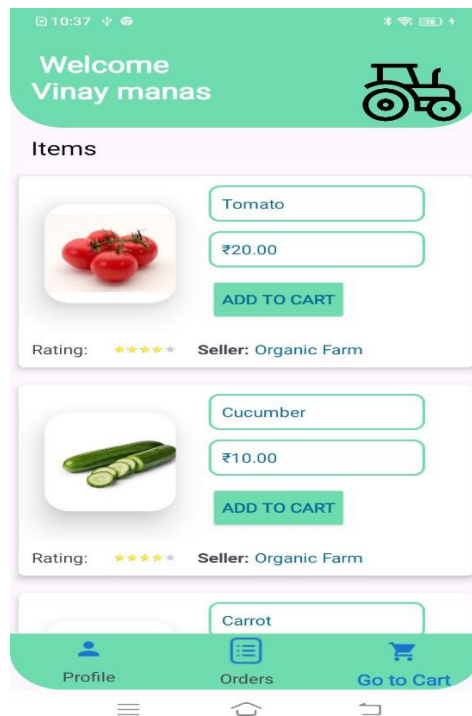 10:37
Welcome
Vinay manas
Items
Tomato
₹20.00
ADD TO CART
Rating: Seller: Organic Farm
Cucumber
₹10.00
ADD TO CART
Rating: Seller: Organic Farm
Carrot
Profile Orders Go to Cart